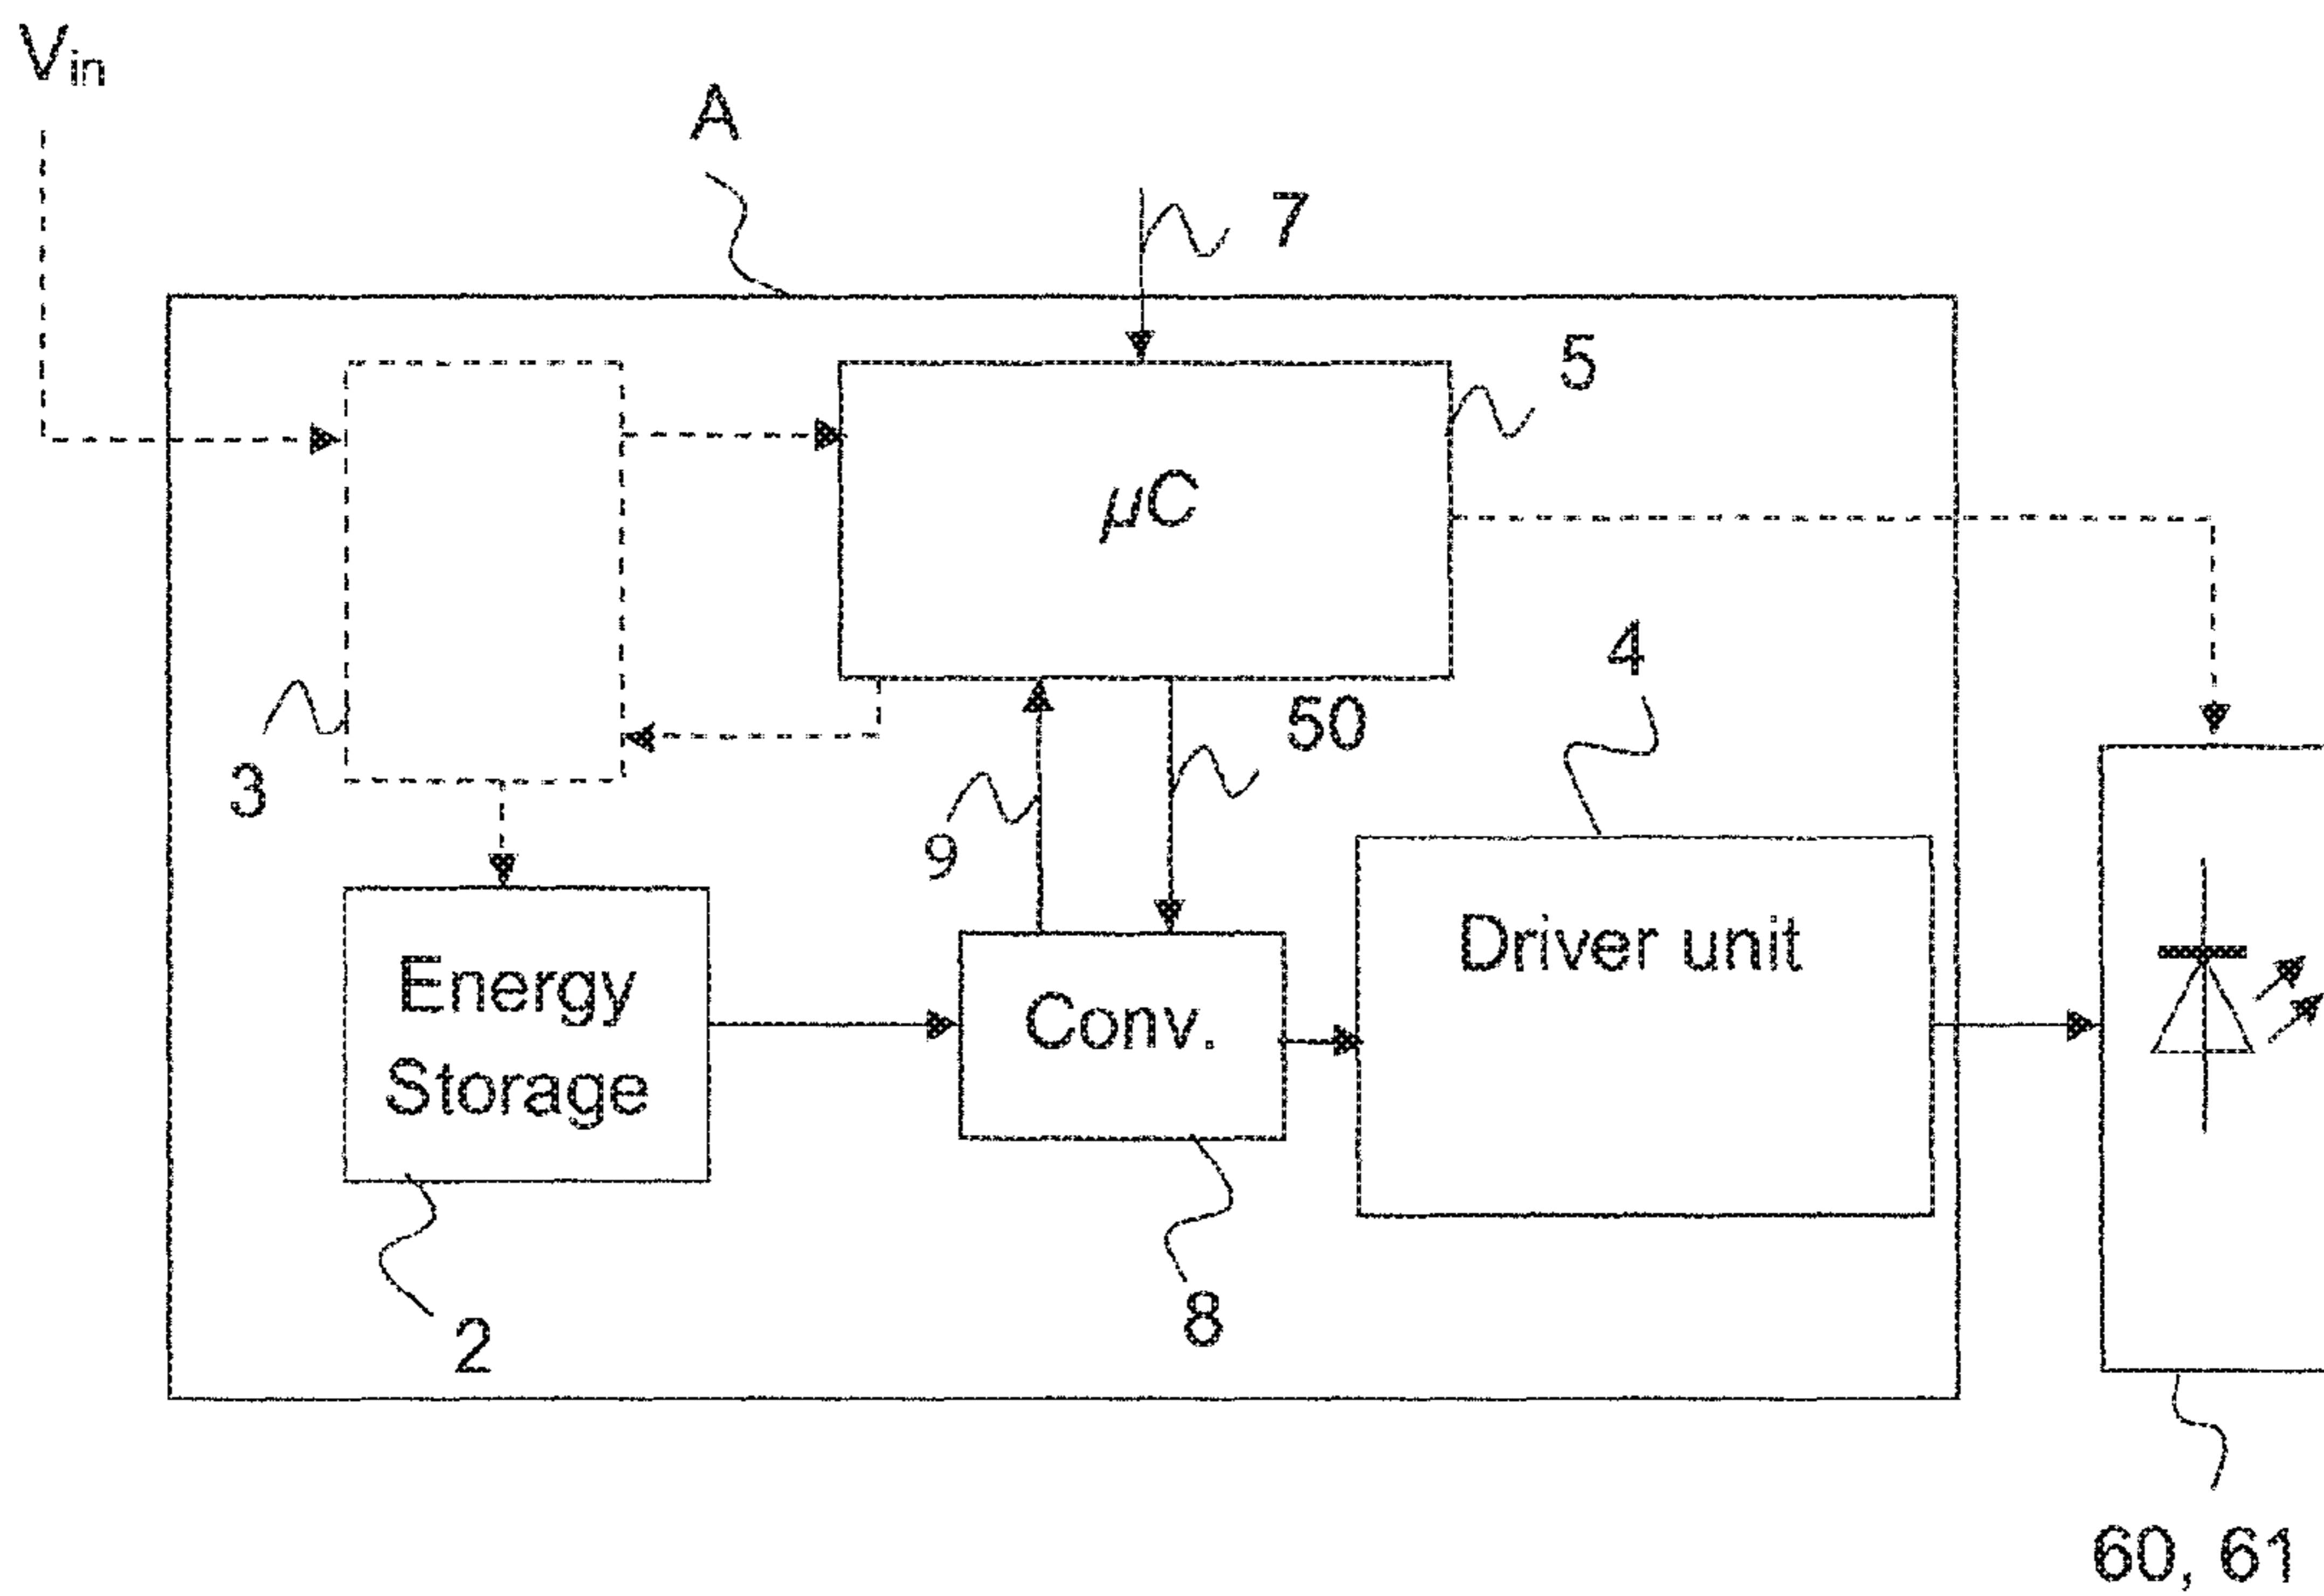 Vin
A
7
5
μC
4
50
3
9
Driver unit
Energy
Storage
Conv.
8
2
60, 61